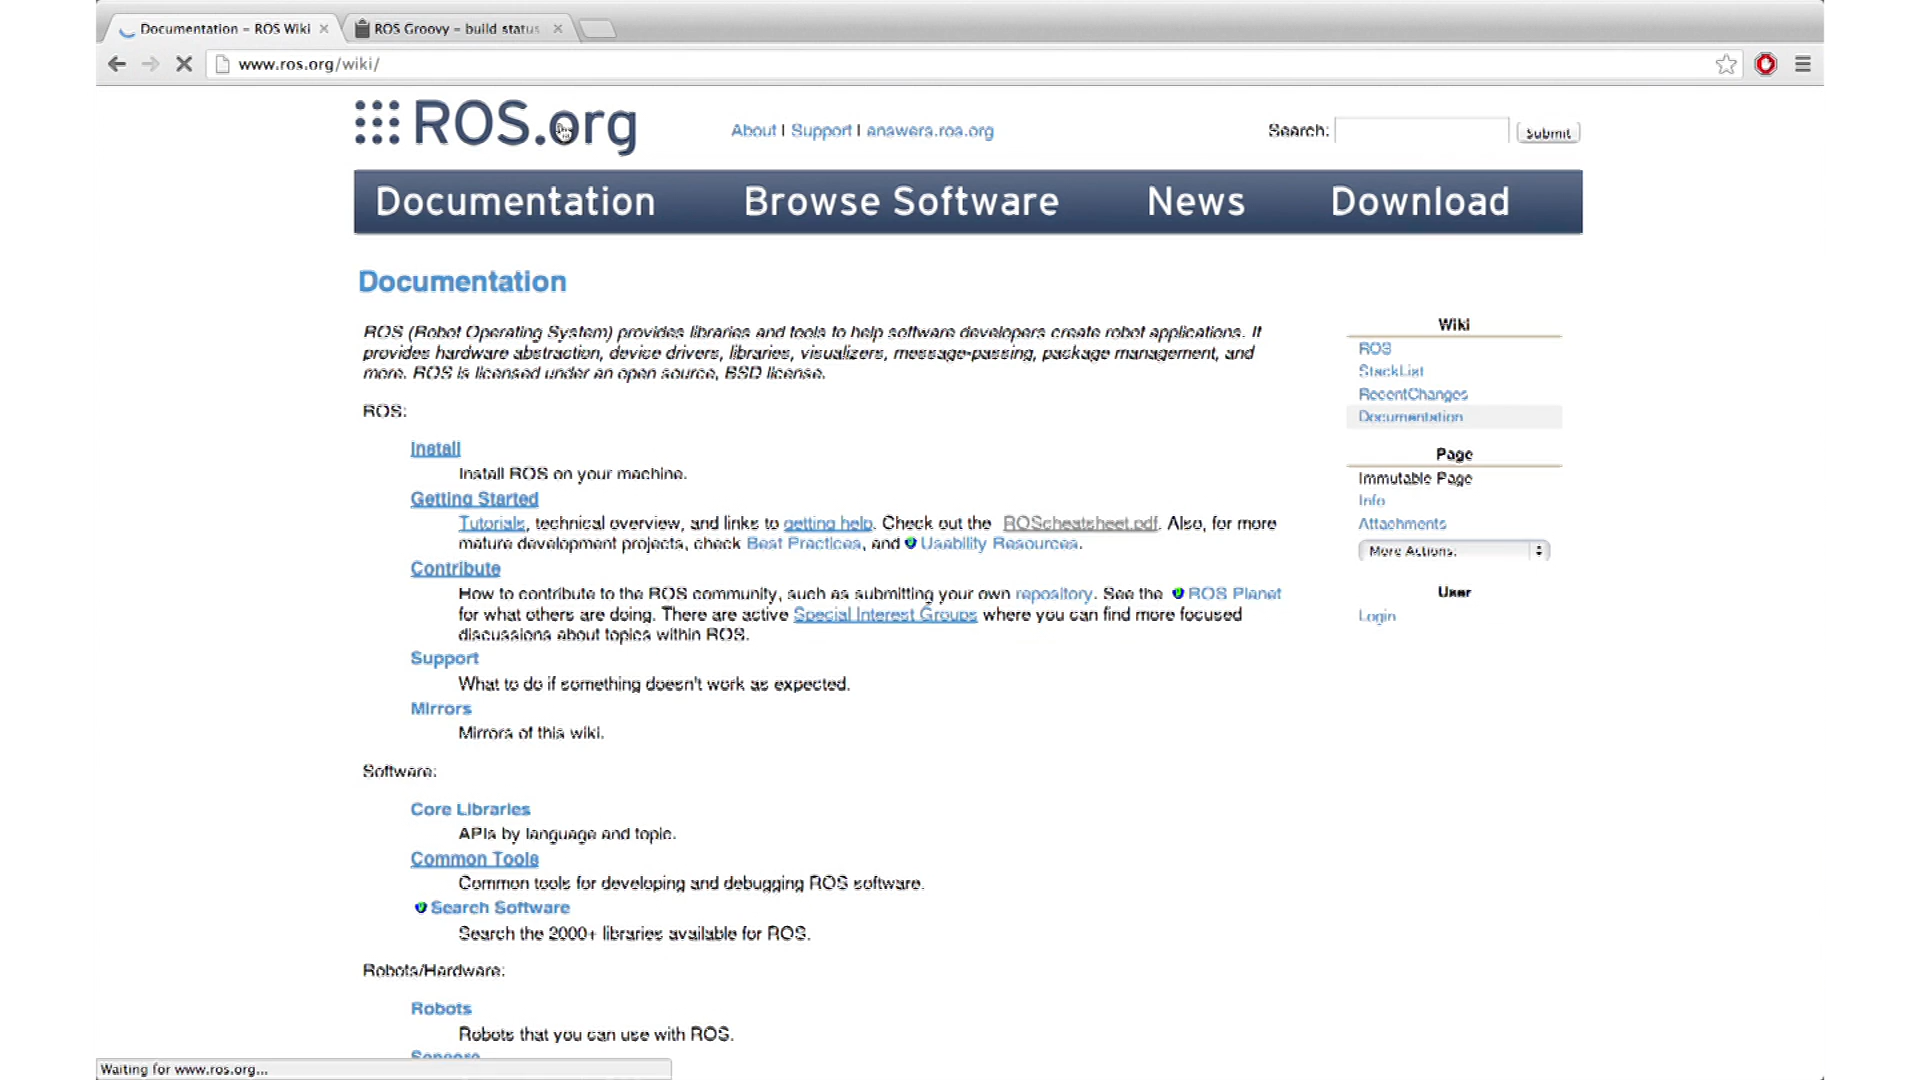 Documentation – ROS Wiki
ROS Groovy – build status
www.ros.org/wiki/
ROS.org
About | Support | answers.ros.org
Search:
Submit
Documentation
Browse Software
News
Download
Documentation
ROS (Robot Operating System) provides libraries and tools to help software developers create robot applications. It
provides hardware abstraction, device drivers, libraries, visualizers, message-passing, package management, and
more. ROS is licensed under an open source, BSD license.
ROS:
Install
Install ROS on your machine.
Getting Started
Tutorials, technical overview, and links to getting help. Check out the ROScheatsheet.pdf. Also, for more
mature development projects, check Best Practices, and Usability Resources.
Contribute
How to contribute to the ROS community, such as submitting your own repository. See the ROS Planet
for what others are doing. There are active Special Interest Groups where you can find more focused
discussions about topics within ROS.
Support
What to do if something doesn't work as expected.
Mirrors
Mirrors of this wiki.
Software:
Core Libraries
APIs by language and topic.
Common Tools
Common tools for developing and debugging ROS software.
Search Software
Search the 2000+ libraries available for ROS.
Robots/Hardware:
Robots
Robots that you can use with ROS.
Sensors
Wiki
ROS
StackList
RecentChanges
Documentation
Page
Immutable Page
Info
Attachments
More Actions:
User
Login
Waiting for www.ros.org...